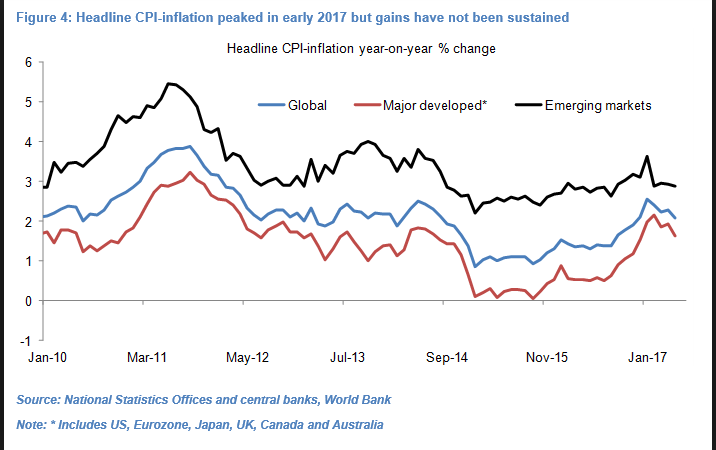 Figure 4: Headline CPI-inflation peaked in early 2017 but gains have not been sustained
Headline CPI-inflation year-on-year % change
6
5
4
3
2
1
0
-1
Global
Major developed*
Emerging markets
Jan-10
Mar-11
May-12
Jul-13
Sep-14
Nov-15
Jan-17
Source: National Statistics Offices and central banks, World Bank
Note: * Includes US, Eurozone, Japan, UK, Canada and Australia